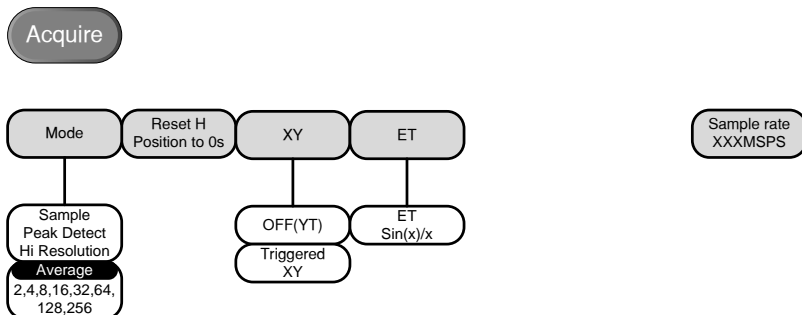 Acquire
Mode
Reset H
Position to 0s
XY
ET
Sample rate
XXXMSPS
Sample
Peak Detect
Hi Resolution
Average
2,4,8,16,32,64,
128,256
OFF(YT)
Triggered
XY
ET
Sin(x)/x